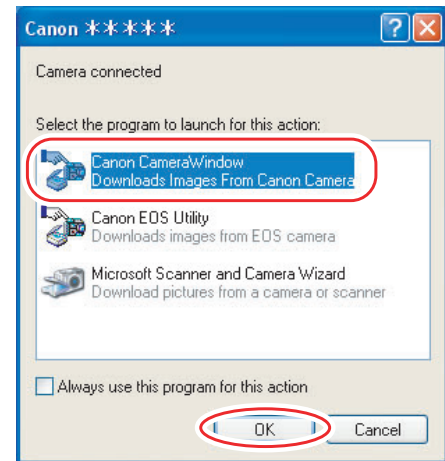 Canon *****
Camera connected
Select the program to launch for this action:
Canon CameraWindow
Downloads Images From Canon Camera
Canon EOS Utility
Downloads images from EOS camera
Microsoft Scanner and Camera Wizard
Download pictures from a camera or scanner
Always use this program for this action
OK
Cancel